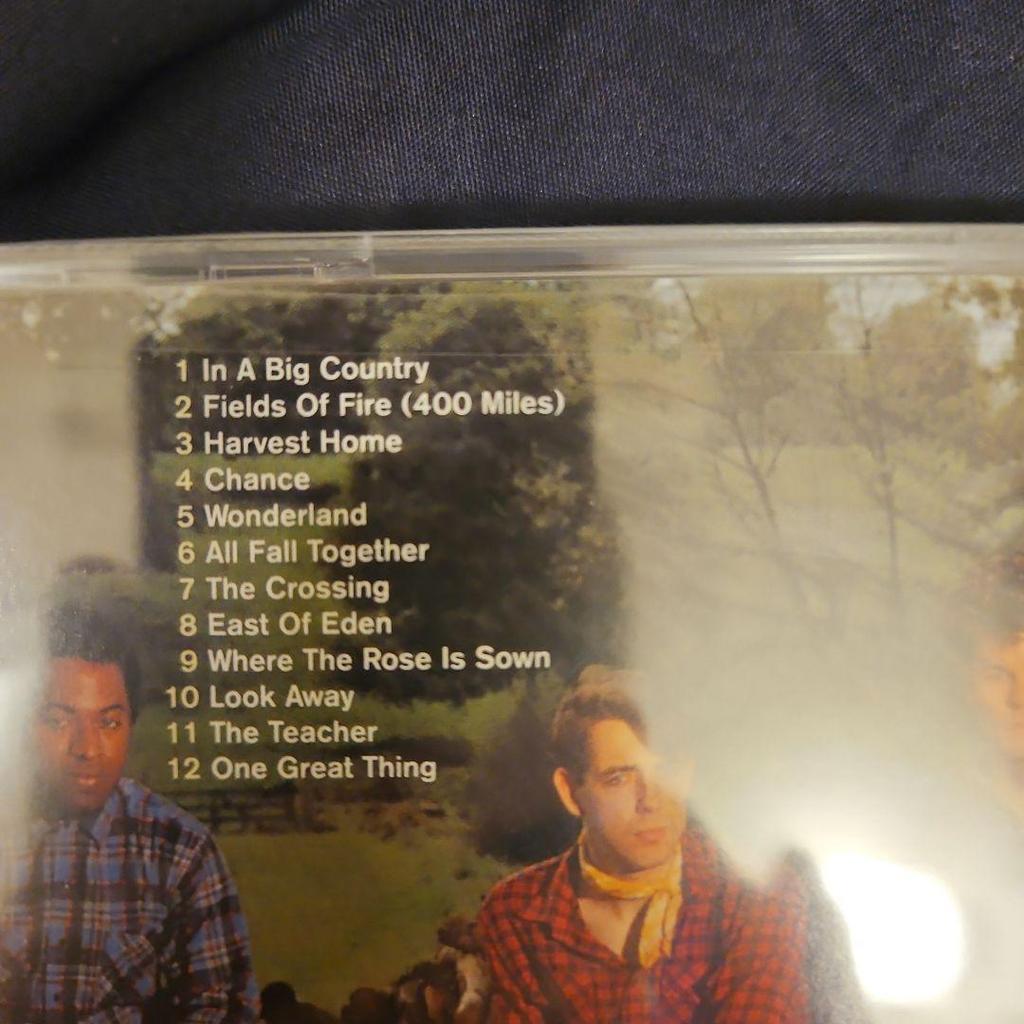 1 In A Big Country
2 Fields Of Fire (400 Miles)
3 Harvest Home
4 Chance
5 Wonderland
6 All Fall Together
7 The Crossing
8 East Of Eden
9 Where The Rose Is Sown
10 Look Away
11 The Teacher
12 One Great Thing